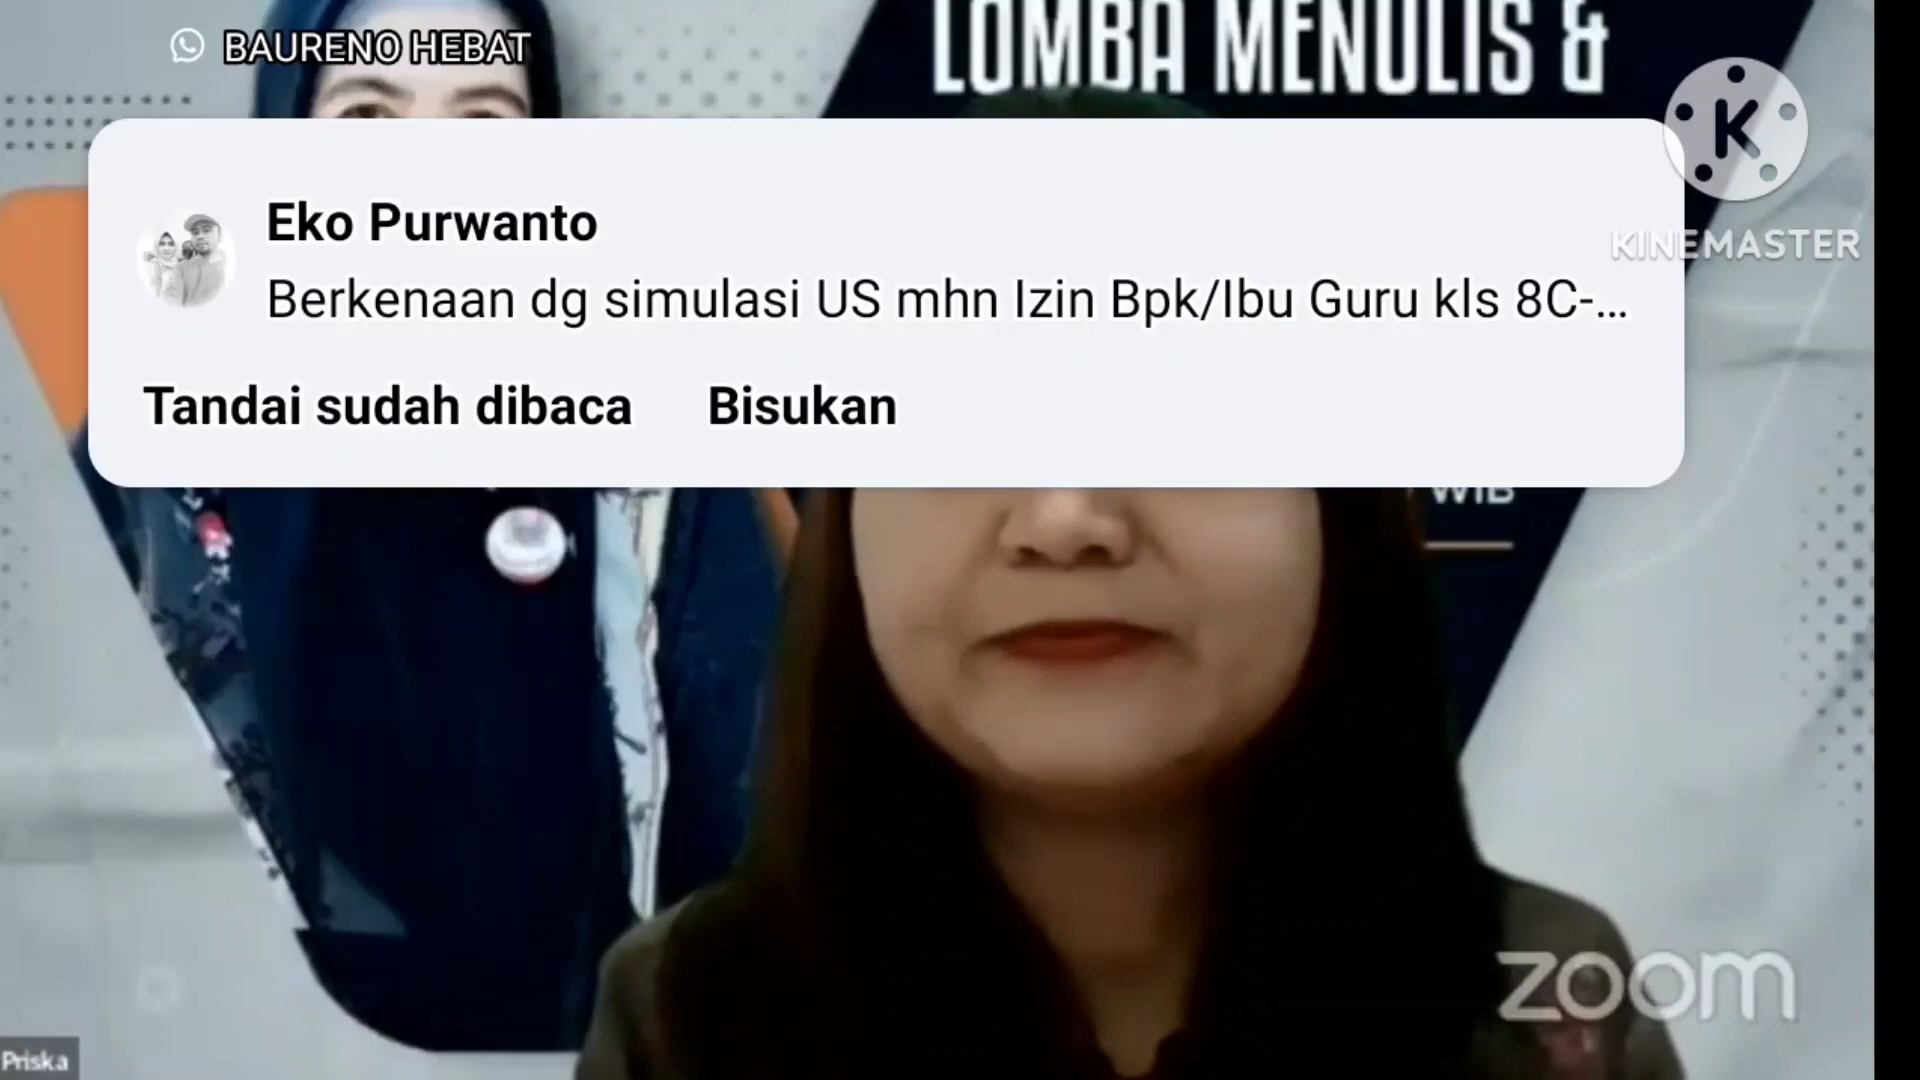 BAURENO HEBAT
LOMBA MENULIS &
K
KINEMASTER
Eko Purwanto
Berkenaan dg simulasi US mhn Izin Bpk/Ibu Guru kls 8C-...
Tandai sudah dibaca Bisukan
WIB
zoom
Priska